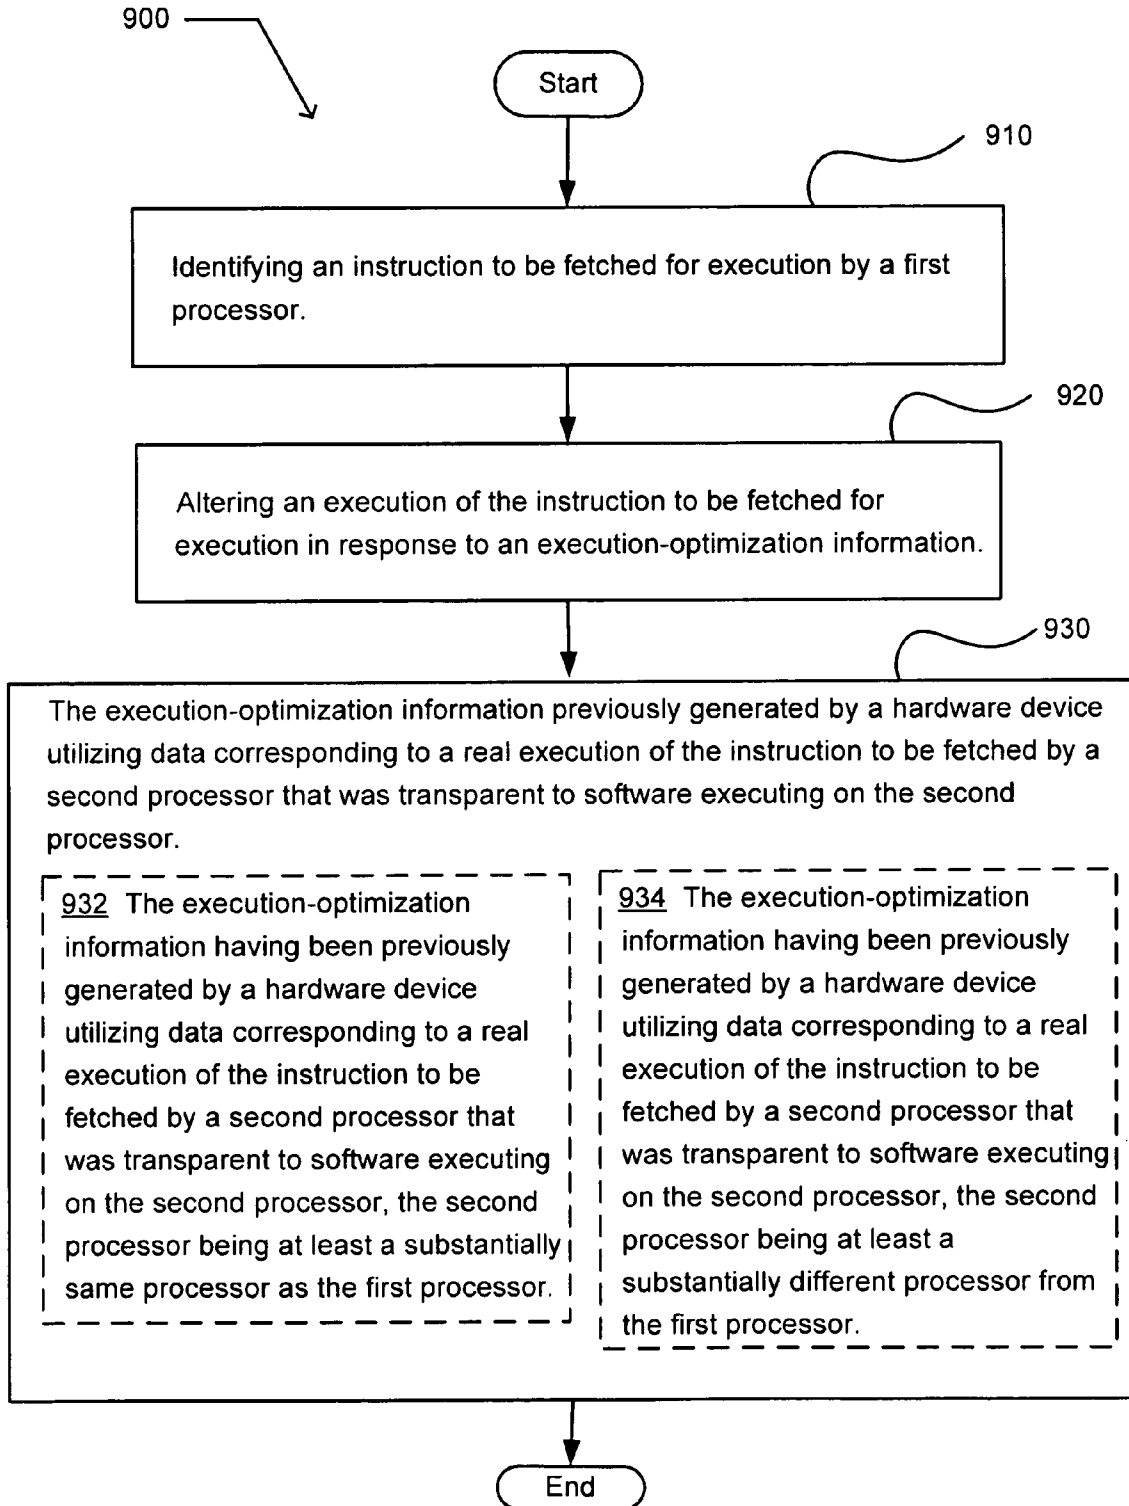 900
Start
910
Identifying an instruction to be fetched for execution by a first
processor.
920
Altering an execution of the instruction to be fetched for
execution in response to an execution-optimization information.
930
The execution-optimization information previously generated by a hardware device
utilizing data corresponding to a real execution of the instruction to be fetched by a
second processor that was transparent to software executing on the second
processor.
932 The execution-optimization
information having been previously
generated by a hardware device
utilizing data corresponding to a real
execution of the instruction to be
fetched by a second processor that
was transparent to software executing
on the second processor, the second
processor being at least a substantially
same processor as the first processor.
934 The execution-optimization
information having been previously
generated by a hardware device
utilizing data corresponding to a real
execution of the instruction to be
fetched by a second processor that
was transparent to software executing
on the second processor, the second
processor being at least a
substantially different processor from
the first processor.
End